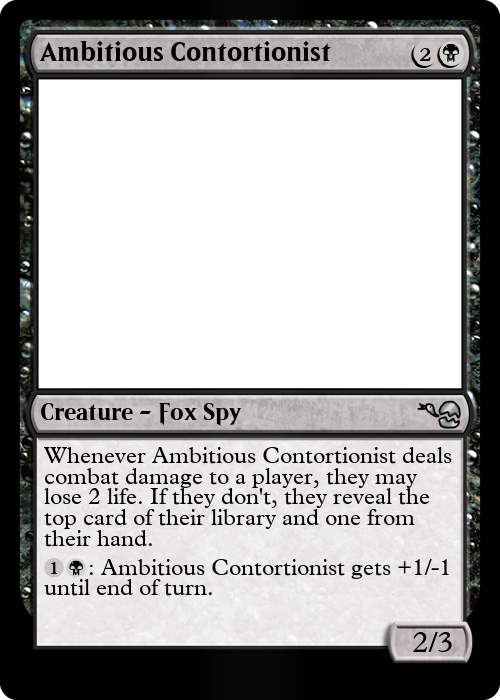 Ambitious Contortionist 2
Creature – Fox Spy
Whenever Ambitious Contortionist deals
combat damage to a player, they may
lose 2 life. If they don't, they reveal the
top card of their library and one from
their hand.
1 : Ambitious Contortionist gets +1/-1
until end of turn.
2/3